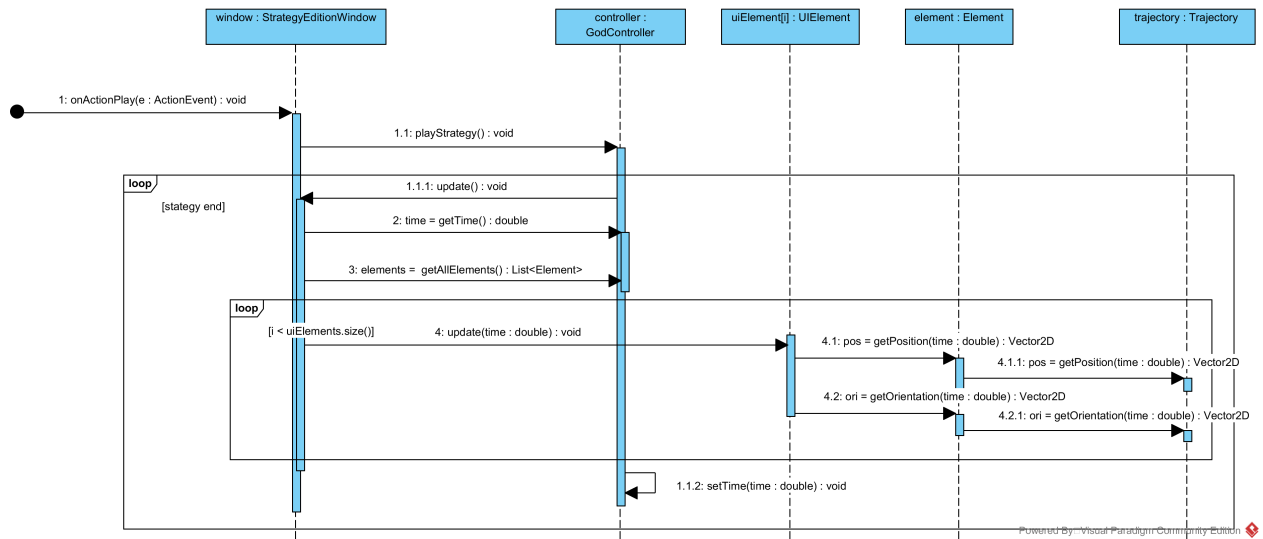 window : StrategyEditionWindow
controller :
GodController
uiElement[i] : UIElement
element : Element
trajectory : Trajectory
1: onActionPlay(e : ActionEvent) : void
1.1: playStrategy() : void
loop
1.1.1: update() : void
[stategy end]
2: time = getTime() : double
3: elements = getAllElements() : List<Element>
loop
[i < uiElements.size()]
4: update(time : double) : void
4.1: pos = getPosition(time : double) : Vector2D
4.1.1: pos = getPosition(time : double) : Vector2D
4.2: ori = getOrientation(time : double) : Vector2D
4.2.1: ori = getOrientation(time : double) : Vector2D
1.1.2: setTime(time : double) : void
Powered By Visual Paradigm Community Edition